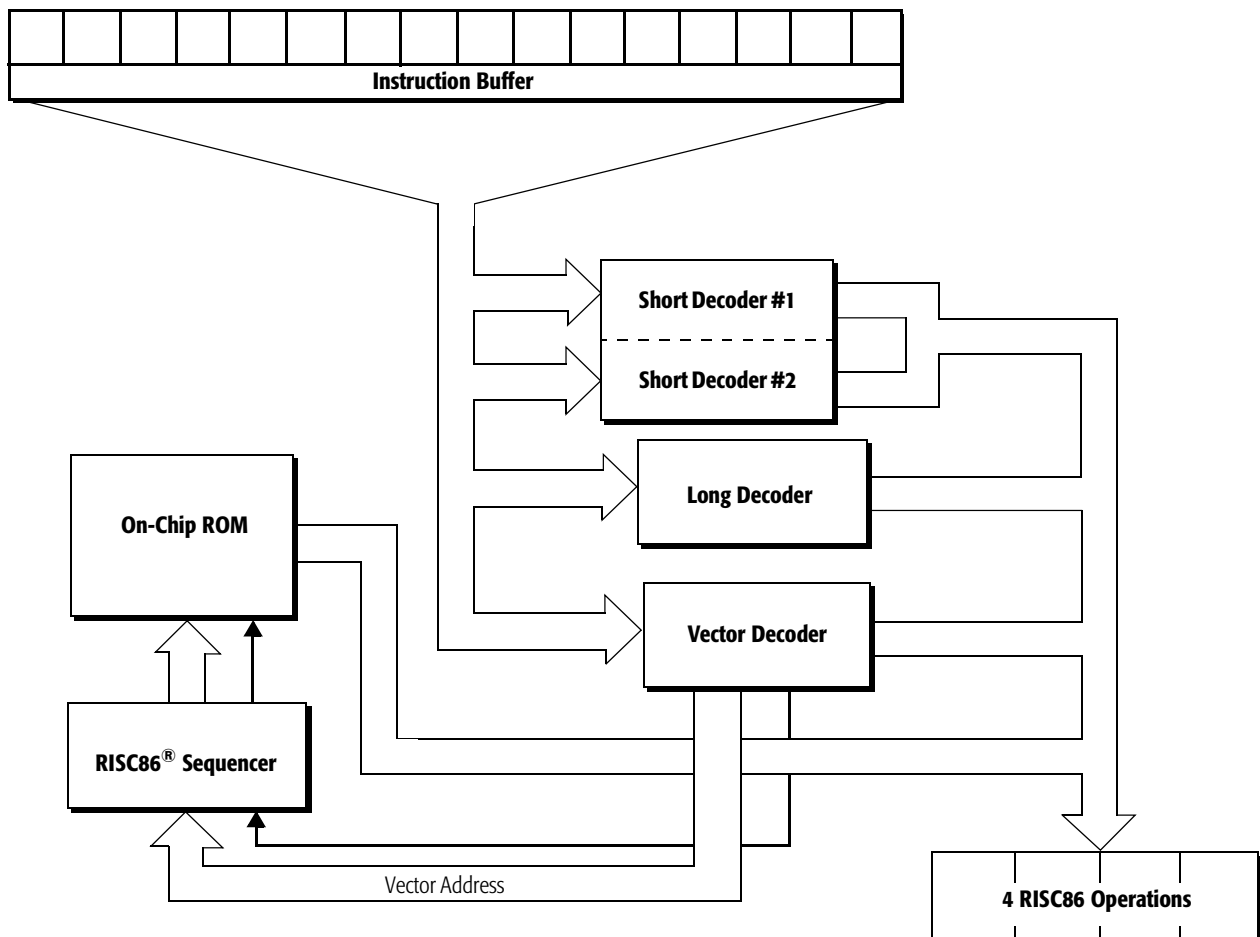 Instruction Buffer
Short Decoder #1
Short Decoder #2
Long Decoder
On-Chip ROM
Vector Decoder
RISC86® Sequencer
Vector Address
4 RISC86 Operations